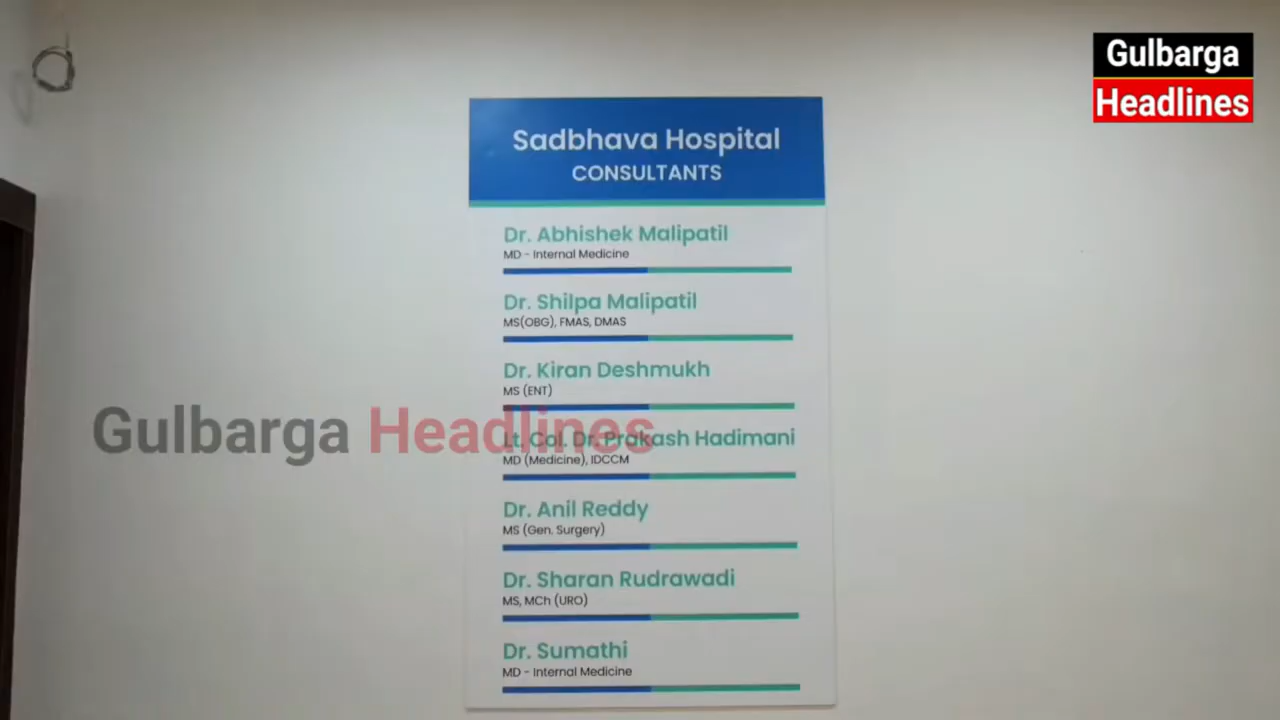 Gulbarga
Headlines
Sadbhava Hospital
CONSULTANTS
Dr. Abhishek Malipatil
MD - Internal Medicine
Dr. Shilpa Malipatil
MS(OBG), FMAS, DMAS
Dr. Kiran Deshmukh
MS (ENT)
Gulbarga Headlines
Lt, Col. Dr. Prakash Hadimani
MD (Medicine), IDCCM
Dr. Anil Reddy
MS (Gen. Surgery)
Dr. Sharan Rudrawadi
MS, MCh (URO)
Dr. Sumathi
MD - Internal Medicine